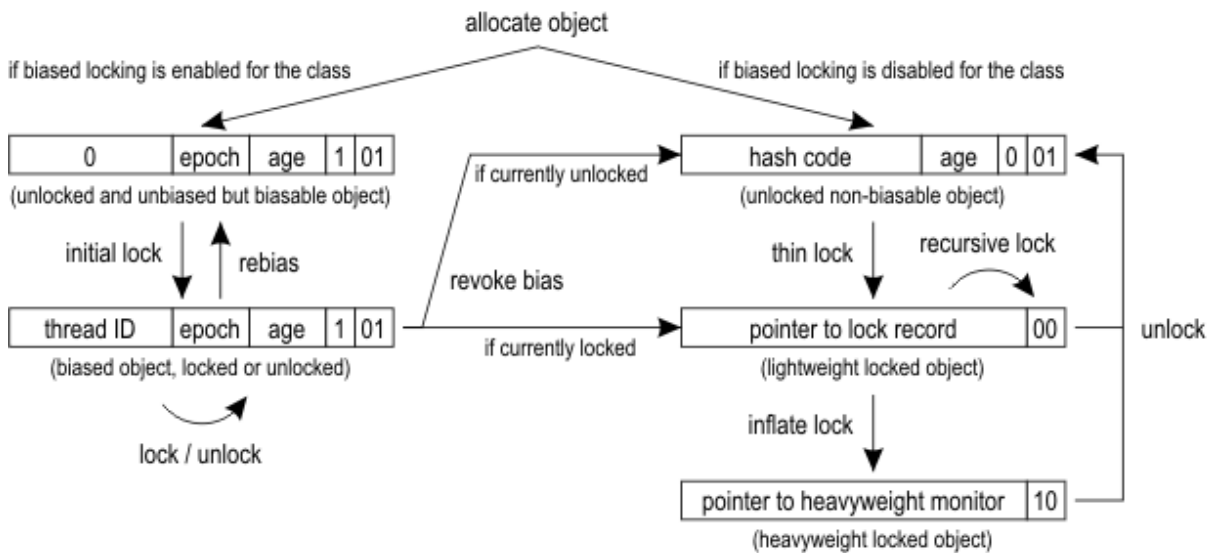 allocate object
if biased locking is enabled for the class
if biased locking is disabled for the class
0 epoch age 1 01
(unlocked and unbiased but biasable object)
hash code age 0 01
(unlocked non-biasable object)
if currently unlocked
initial lock
rebias
revoke bias
thin lock
recursive lock
thread ID epoch age 1 01
(biased object, locked or unlocked)
if currently locked
pointer to lock record 00
(lightweight locked object)
unlock
lock / unlock
inflate lock
pointer to heavyweight monitor 10
(heavyweight locked object)